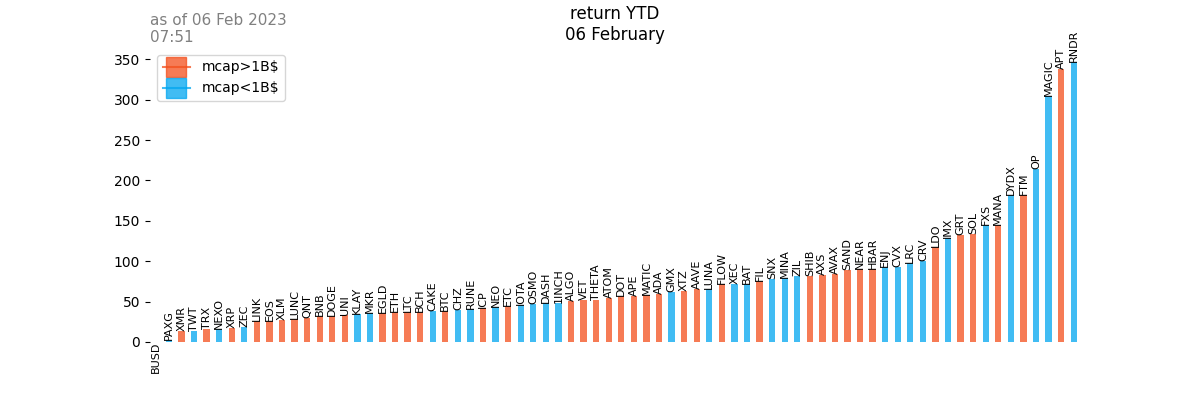 as of 06 Feb 2023
07:51
return YTD
06 February
mcap>1B$
mcap<1B$
350
300
250
200
150
100
50
0
BUSD
PAXG
XMR
TWT
TRX
NEXO
XRP
ZEC
LINK
EOS
XLM
LUNC
QNT
BNB
DOGE
UNI
KLAY
MKR
EGLD
ETH
LTC
BCH
CAKE
BTC
CHZ
RUNE
ICP
NEO
ETC
IOTA
OSMO
DASH
1INCH
ALGO
VET
THETA
ATOM
DOT
APE
MATIC
ADA
GMX
XTZ
AAVE
LUNA
FLOW
XEC
BAT
FIL
SNX
MINA
ZIL
SHIB
AXS
AVAX
SAND
NEAR
HBAR
ENJ
CVX
LRC
CRV
LDO
IMX
GRT
SOL
FXS
MANA
DYDX
FTM
OP
MAGIC
APT
RNDR